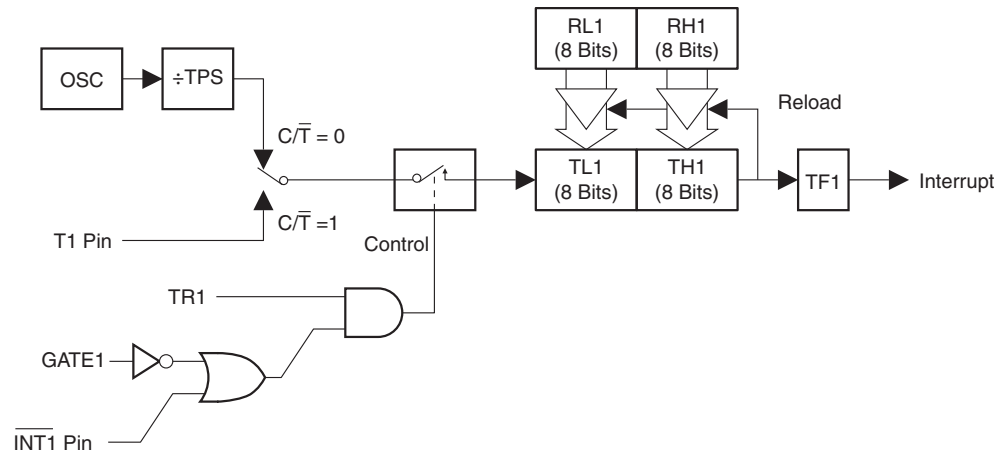 RL1
(8 Bits)
RH1
(8 Bits)
OSC
÷TPS
Reload
C/T̅ = 0
TL1
(8 Bits)
TH1
(8 Bits)
TF1
Interrupt
C/T̅ =1
T1 Pin
Control
TR1
GATE1
I̅N̅T̅1̅ Pin